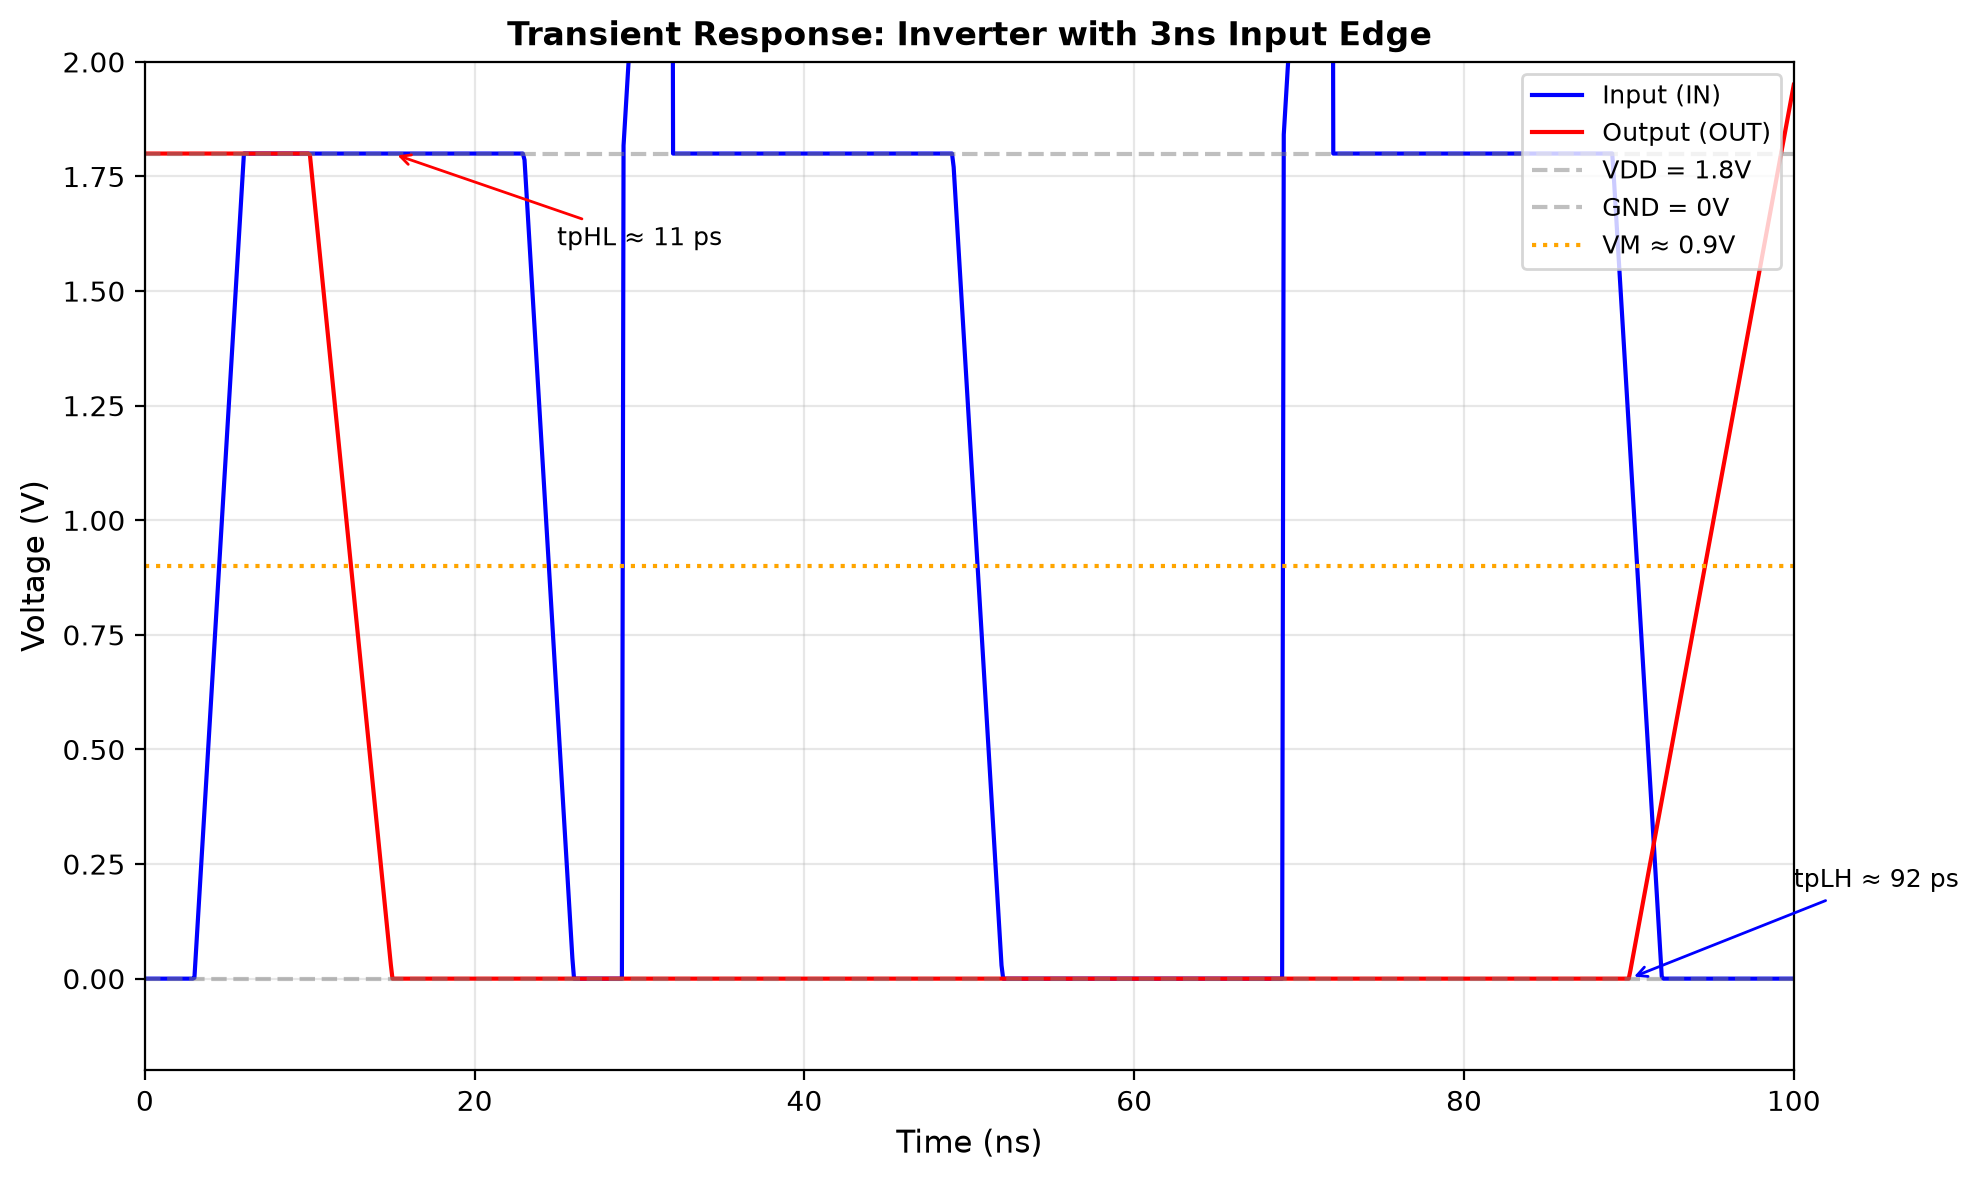 Transient Response: Inverter with 3ns Input Edge
2.00
1.75
1.50
1.25
1.00
0.75
0.50
0.25
0.00
Voltage (V)
Input (IN)
Output (OUT)
VDD = 1.8V
GND = 0V
VM ≈ 0.9V
tpHL ≈ 11 ps
tpLH ≈ 92 ps
0 20 40 60 80 100
Time (ns)